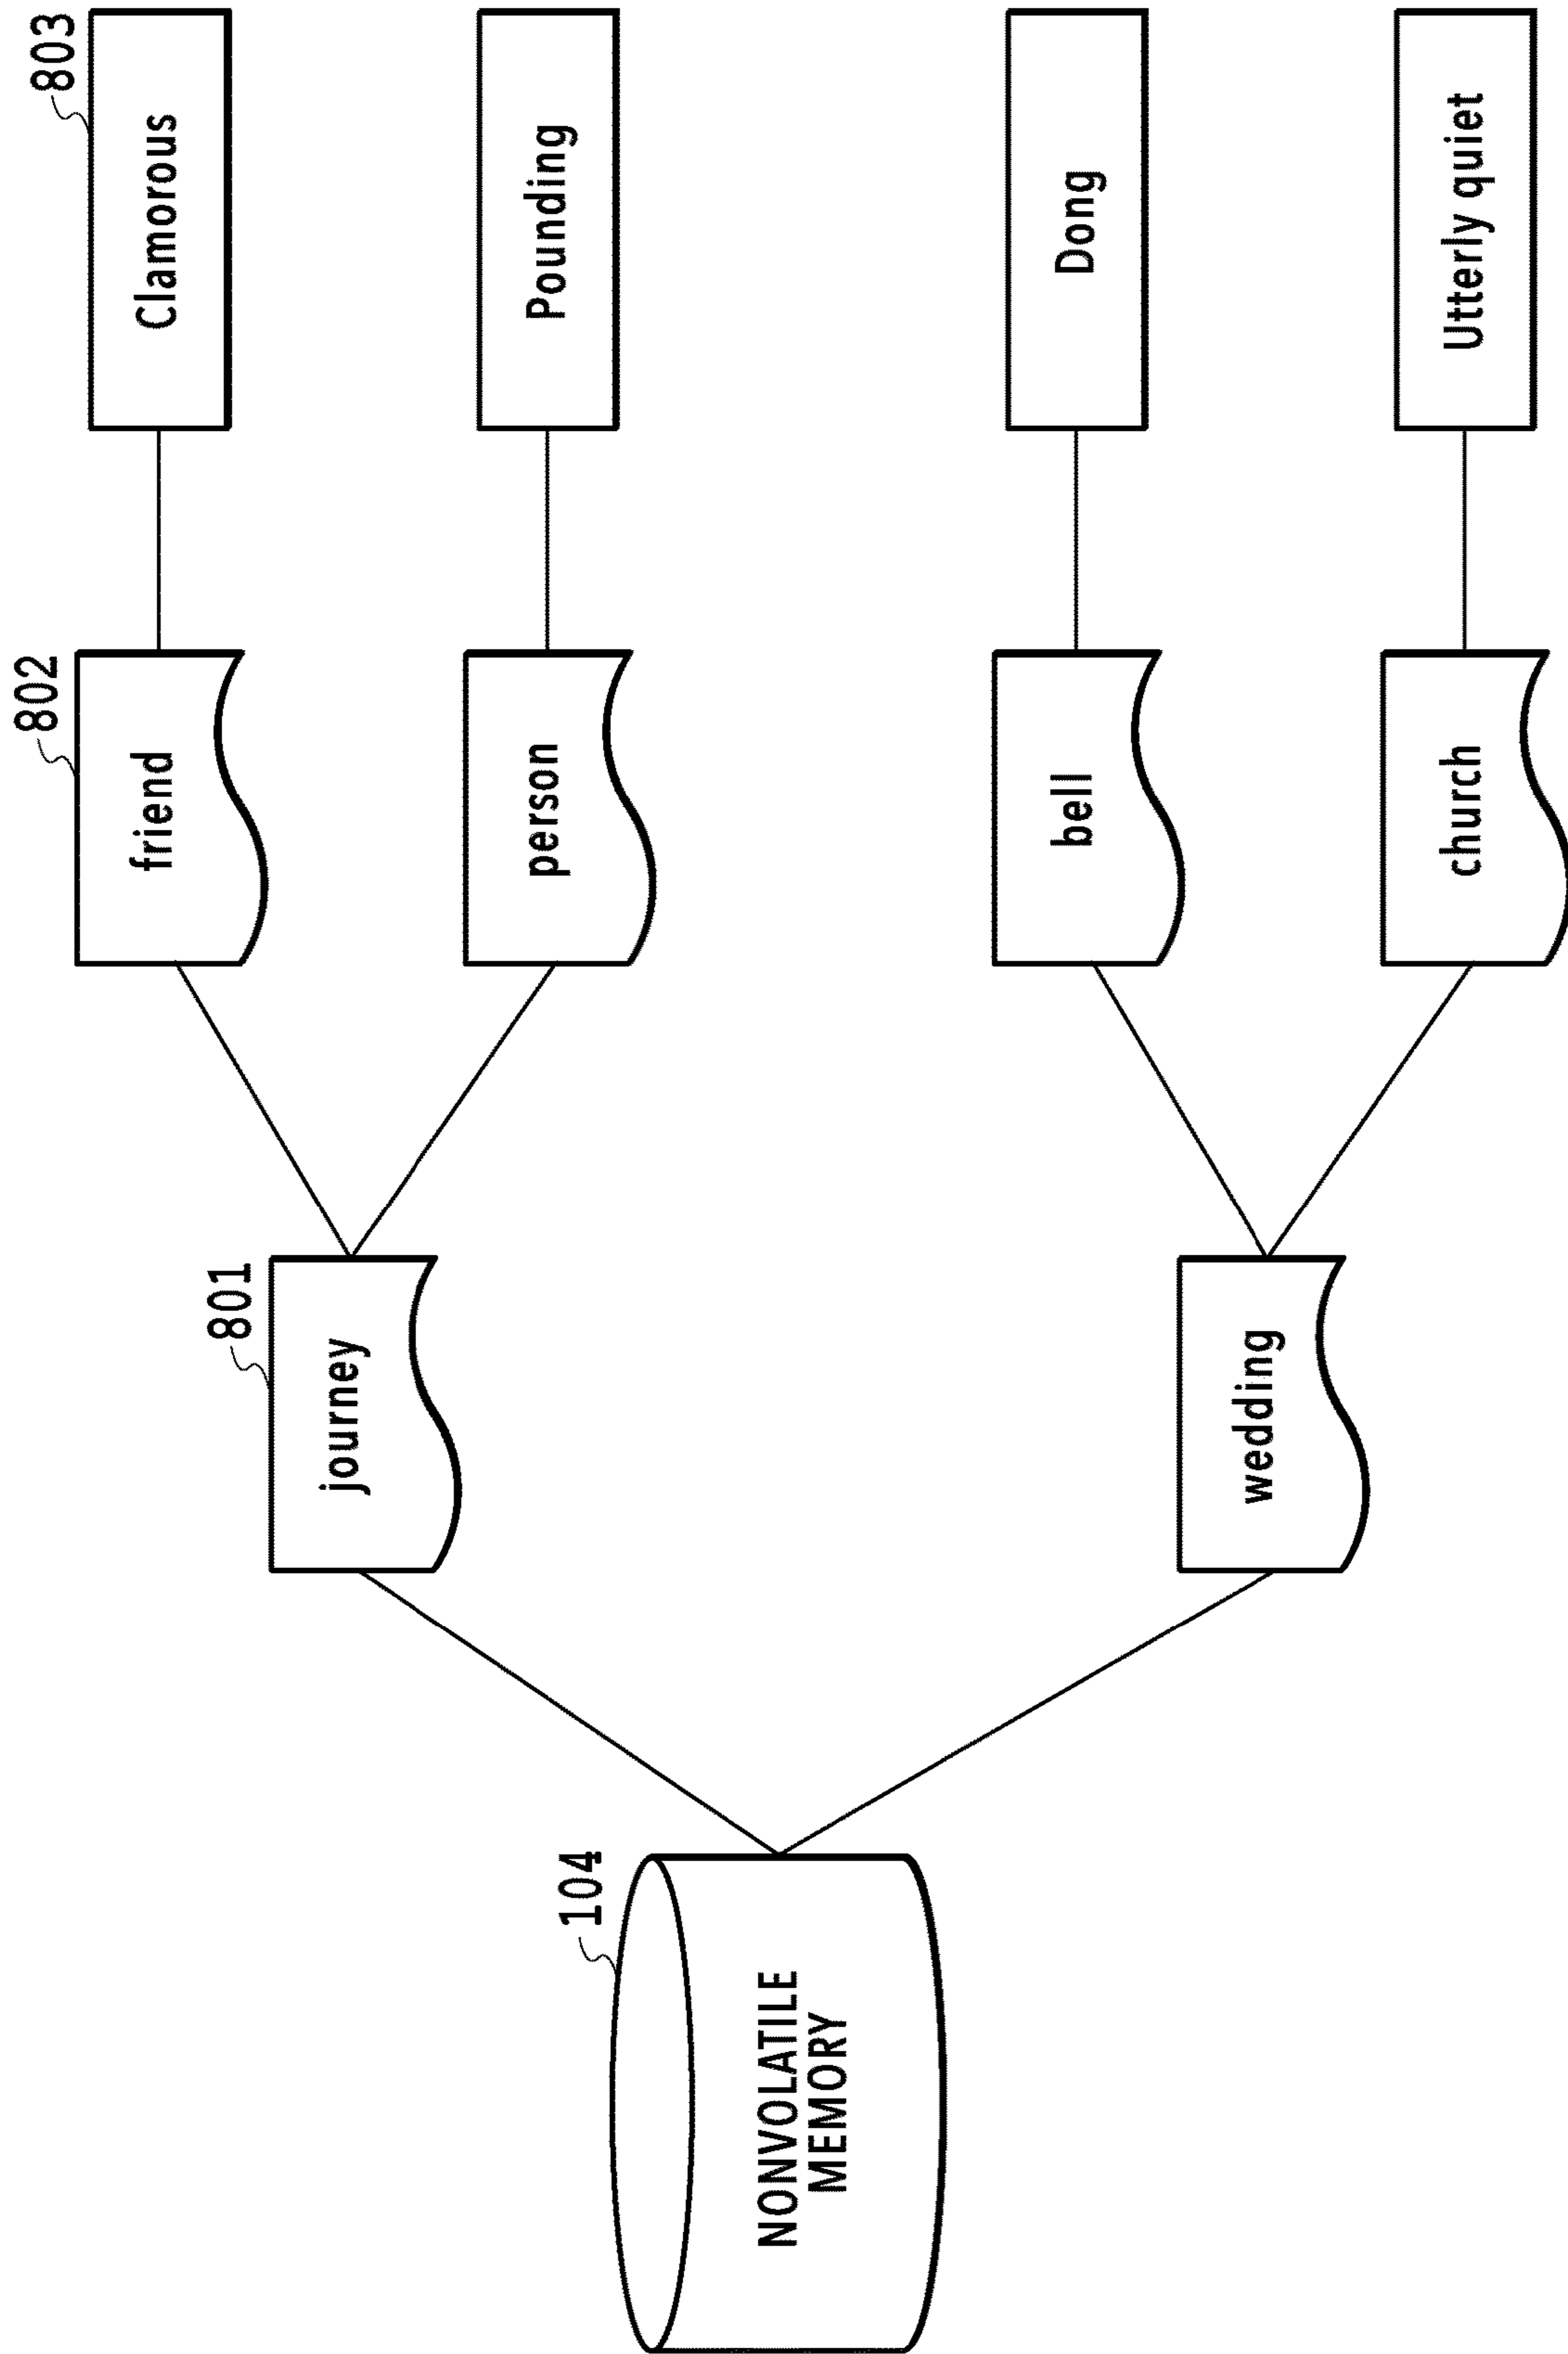 104
NONVOLATILE
MEMORY
801
journey
wedding
802
friend
person
bell
church
803
Clamorous
Pounding
Dong
Utterly quiet